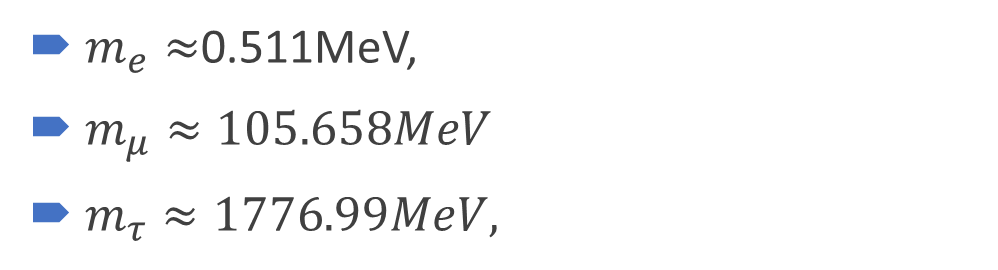 m_e ≈0.511MeV,
m_μ ≈ 105.658MeV
m_τ ≈ 1776.99MeV,